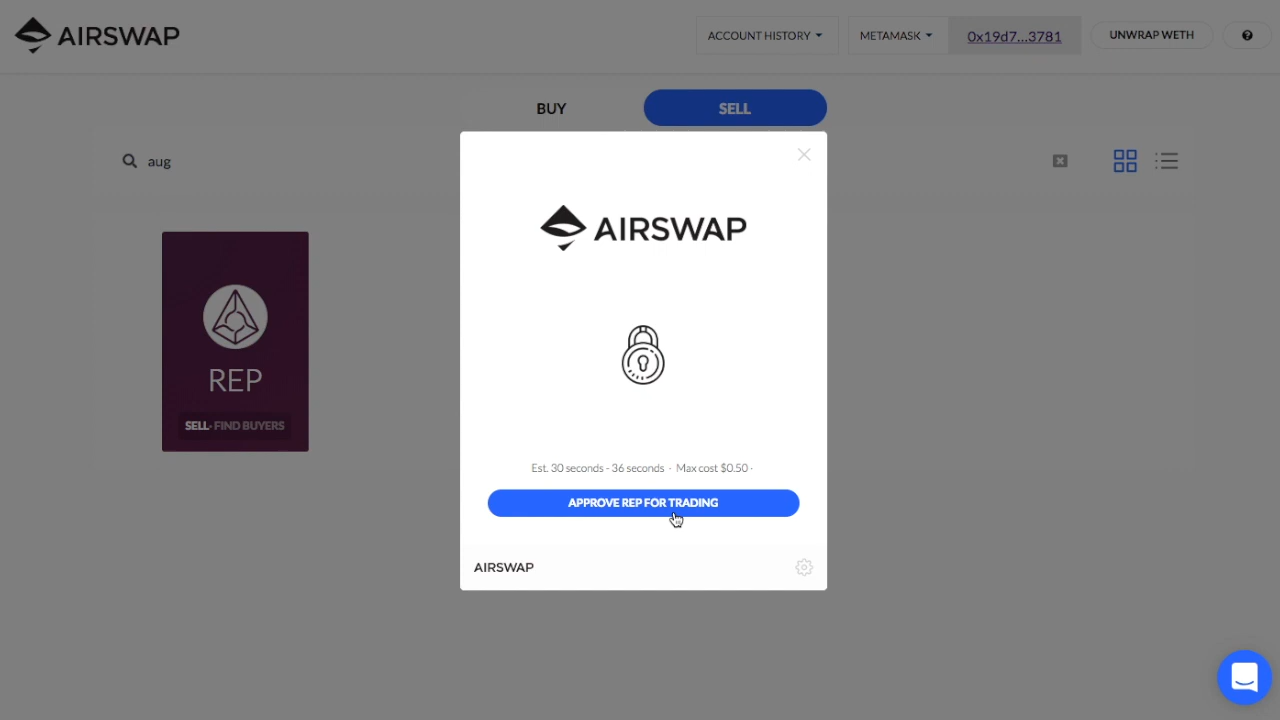 AIRSWAP
ACCOUNT HISTORY
METAMASK
0x19d7...3781
UNWRAP WETH
?
BUY
SELL
aug
AIRSWAP
REP
SELL - FIND BUYERS
Est. 30 seconds - 36 seconds · Max cost $0.50 ·
APPROVE REP FOR TRADING
AIRSWAP